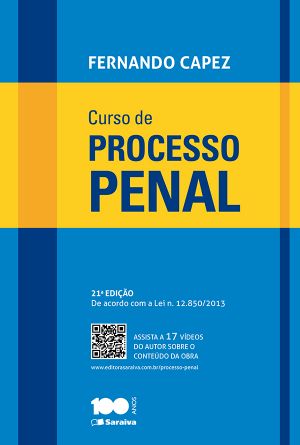 FERNANDO CAPEZ
Curso de
PROCESSO
PENAL
21ª EDIÇÃO
De acordo com a Lei n. 12.850/2013
ASSISTA A 17 VÍDEOS
DO AUTOR SOBRE O
CONTEÚDO DA OBRA
www.editorasaraiva.com.br/processo-penal
100 ANOS
Saraiva